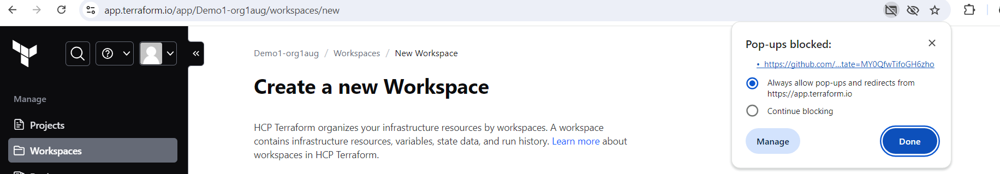 app.terraform.io/app/Demo1-org1aug/workspaces/new
Pop-ups blocked:
• https://github.com/...tate=MY0QfwTifoGH6zho
Always allow pop-ups and redirects from
https://app.terraform.io
Continue blocking
Manage
Done
Manage
Projects
Workspaces
Demo1-org1aug / Workspaces / New Workspace
Create a new Workspace
HCP Terraform organizes your infrastructure resources by workspaces. A workspace
contains infrastructure resources, variables, state data, and run history. Learn more about
workspaces in HCP Terraform.